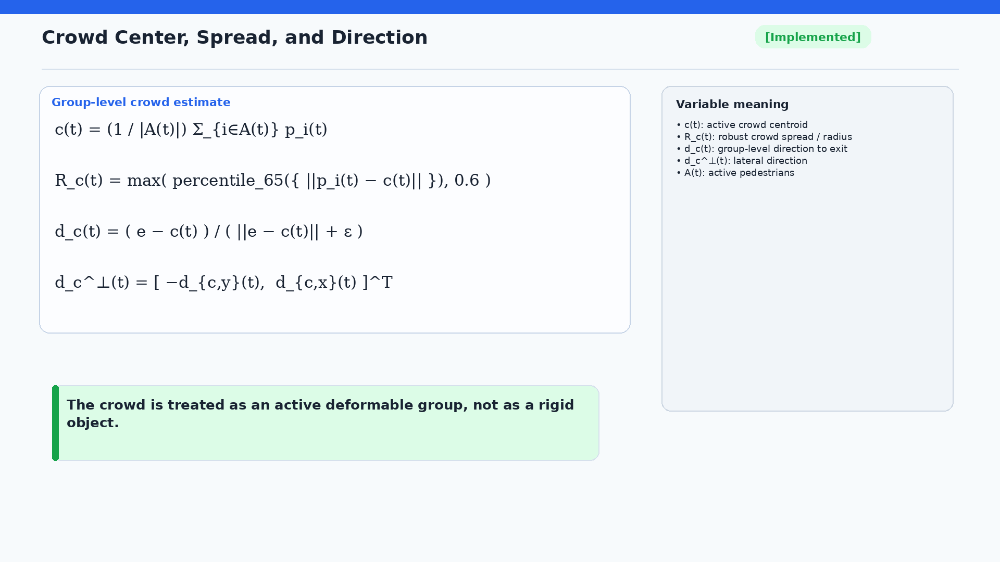 Crowd Center, Spread, and Direction
[Implemented]
Group-level crowd estimate
c(t) = (1 / |A(t)|) Σ_{i∈A(t)} p_i(t)
R_c(t) = max( percentile_65({ ||p_i(t) − c(t)|| }), 0.6 )
d_c(t) = ( e − c(t) ) / ( ||e − c(t)|| + ε )
d_c^⊥(t) = [ −d_{c,y}(t),  d_{c,x}(t) ]^T
Variable meaning
• c(t): active crowd centroid
• R_c(t): robust crowd spread / radius
• d_c(t): group-level direction to exit
• d_c^⊥(t): lateral direction
• A(t): active pedestrians
The crowd is treated as an active deformable group, not as a rigid
object.